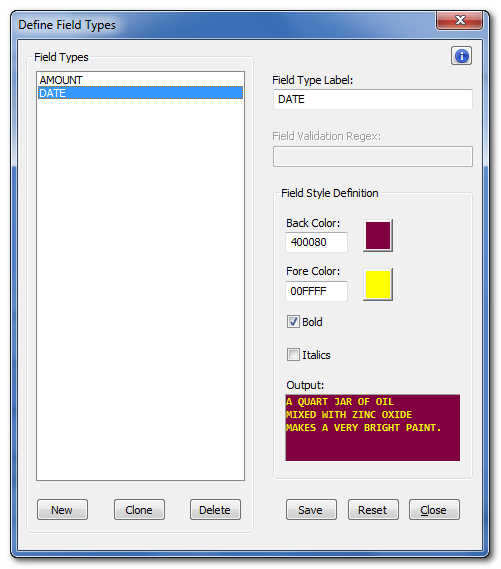 Define Field Types
Field Types
AMOUNT
DATE
New
Clone
Delete
Field Type Label:
DATE
Field Validation Regex:
Field Style Definition
Back Color:
400080
Fore Color:
00FFFF
Bold
Italics
Output:
A QUART JAR OF OIL
MIXED WITH ZINC OXIDE
MAKES A VERY BRIGHT PAINT.
Save
Reset
Close